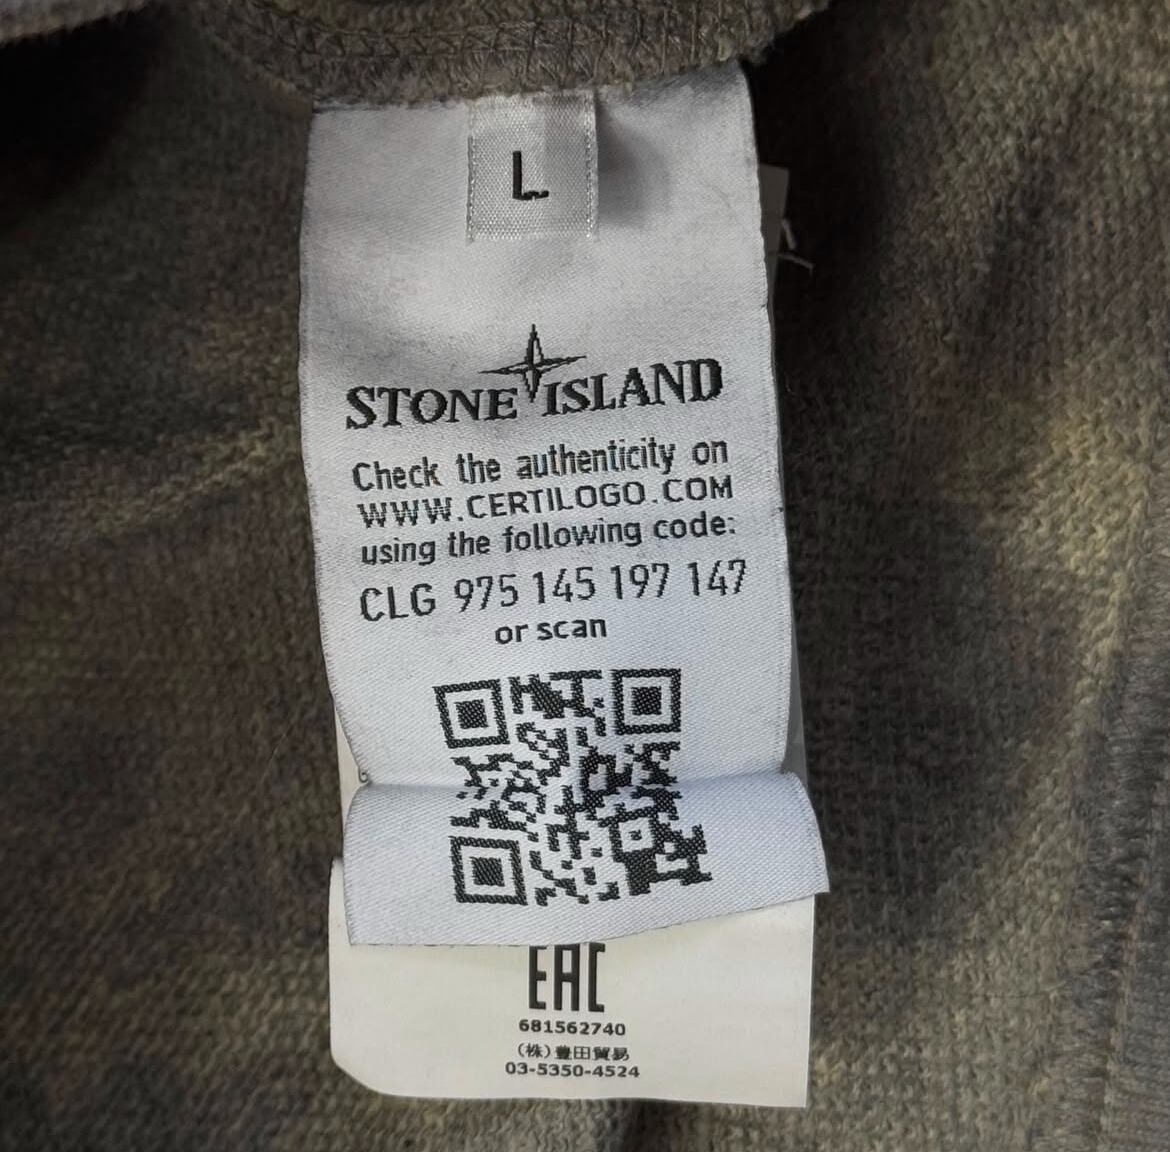 L
STONE ISLAND
Check the authenticity on
WWW.CERTILOGO.COM
using the following code:
CLG 975 145 197 147
or scan
EAC
681562740
(株)豊田貿易
03-5350-4524